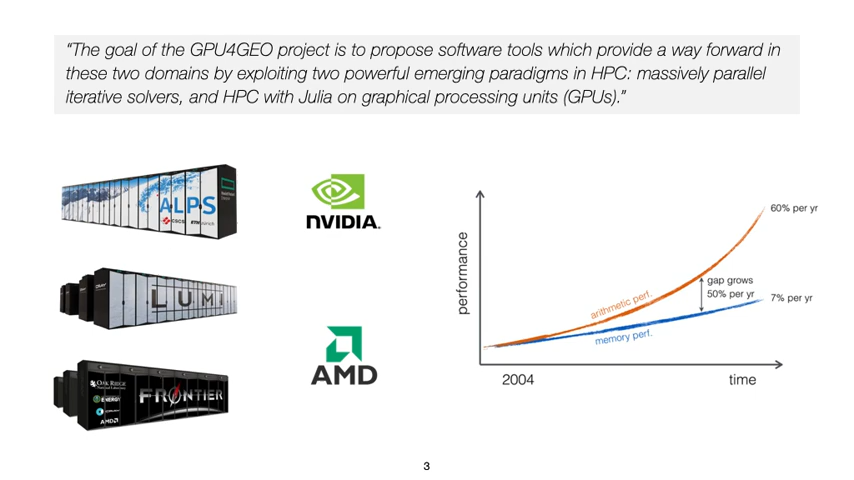 “The goal of the GPU4GEO project is to propose software tools which provide a way forward in
these two domains by exploiting two powerful emerging paradigms in HPC: massively parallel
iterative solvers, and HPC with Julia on graphical processing units (GPUs).”
ALPS
CSCS
ETH zürich
LUMI
OAK RIDGE
National Laboratory
ENERGY
AMD
FRONTIER
NVIDIA.
AMD
performance
60% per yr
gap grows
50% per yr
7% per yr
arithmetic perf.
memory perf.
2004
time
3